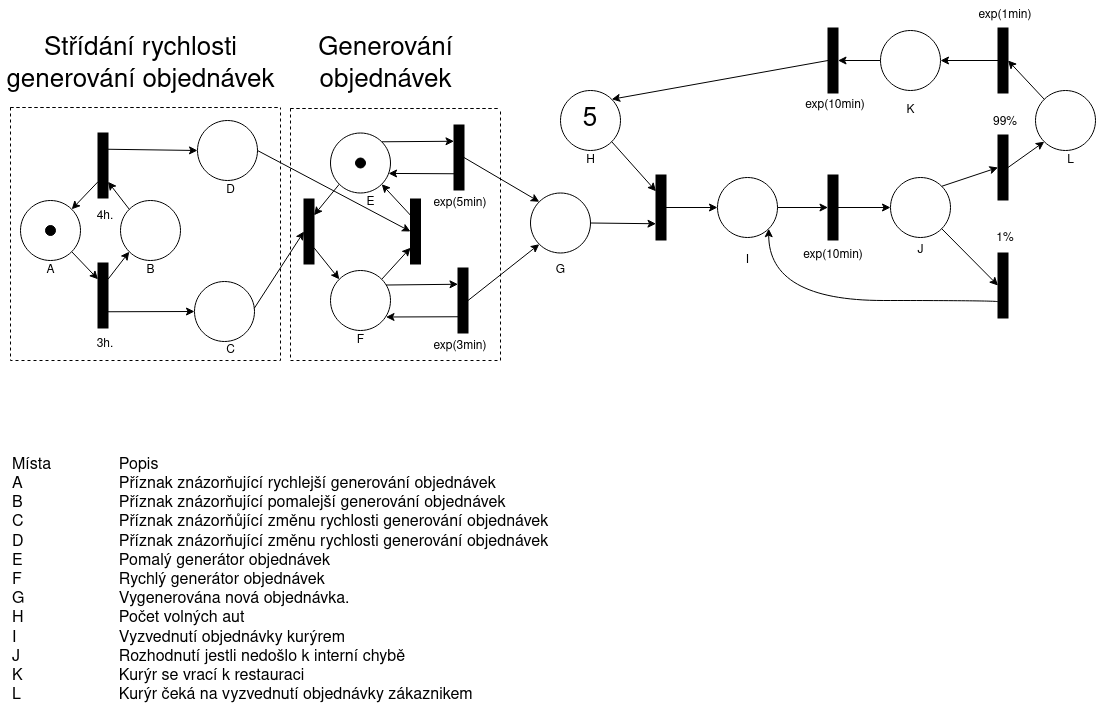 Střídání rychlosti
generování objednávek
Generování
objednávek
A
B
C
D
4h.
3h.
E
F
exp(5min)
exp(3min)
G
5
H
exp(10min)
K
exp(1min)
L
99%
I
exp(10min)
J
1%
Místa Popis
A Příznak znázorňující rychlejší generování objednávek
B Příznak znázorňující pomalejší generování objednávek
C Příznak znázorňůjící změnu rychlosti generování objednávek
D Příznak znázorňující změnu rychlosti generování objednávek
E Pomalý generátor objednávek
F Rychlý generátor objednávek
G Vygenerována nová objednávka.
H Počet volných aut
I Vyzvednutí objednávky kurýrem
J Rozhodnutí jestli nedošlo k interní chybě
K Kurýr se vrací k restauraci
L Kurýr čeká na vyzvednutí objednávky zákaznikem